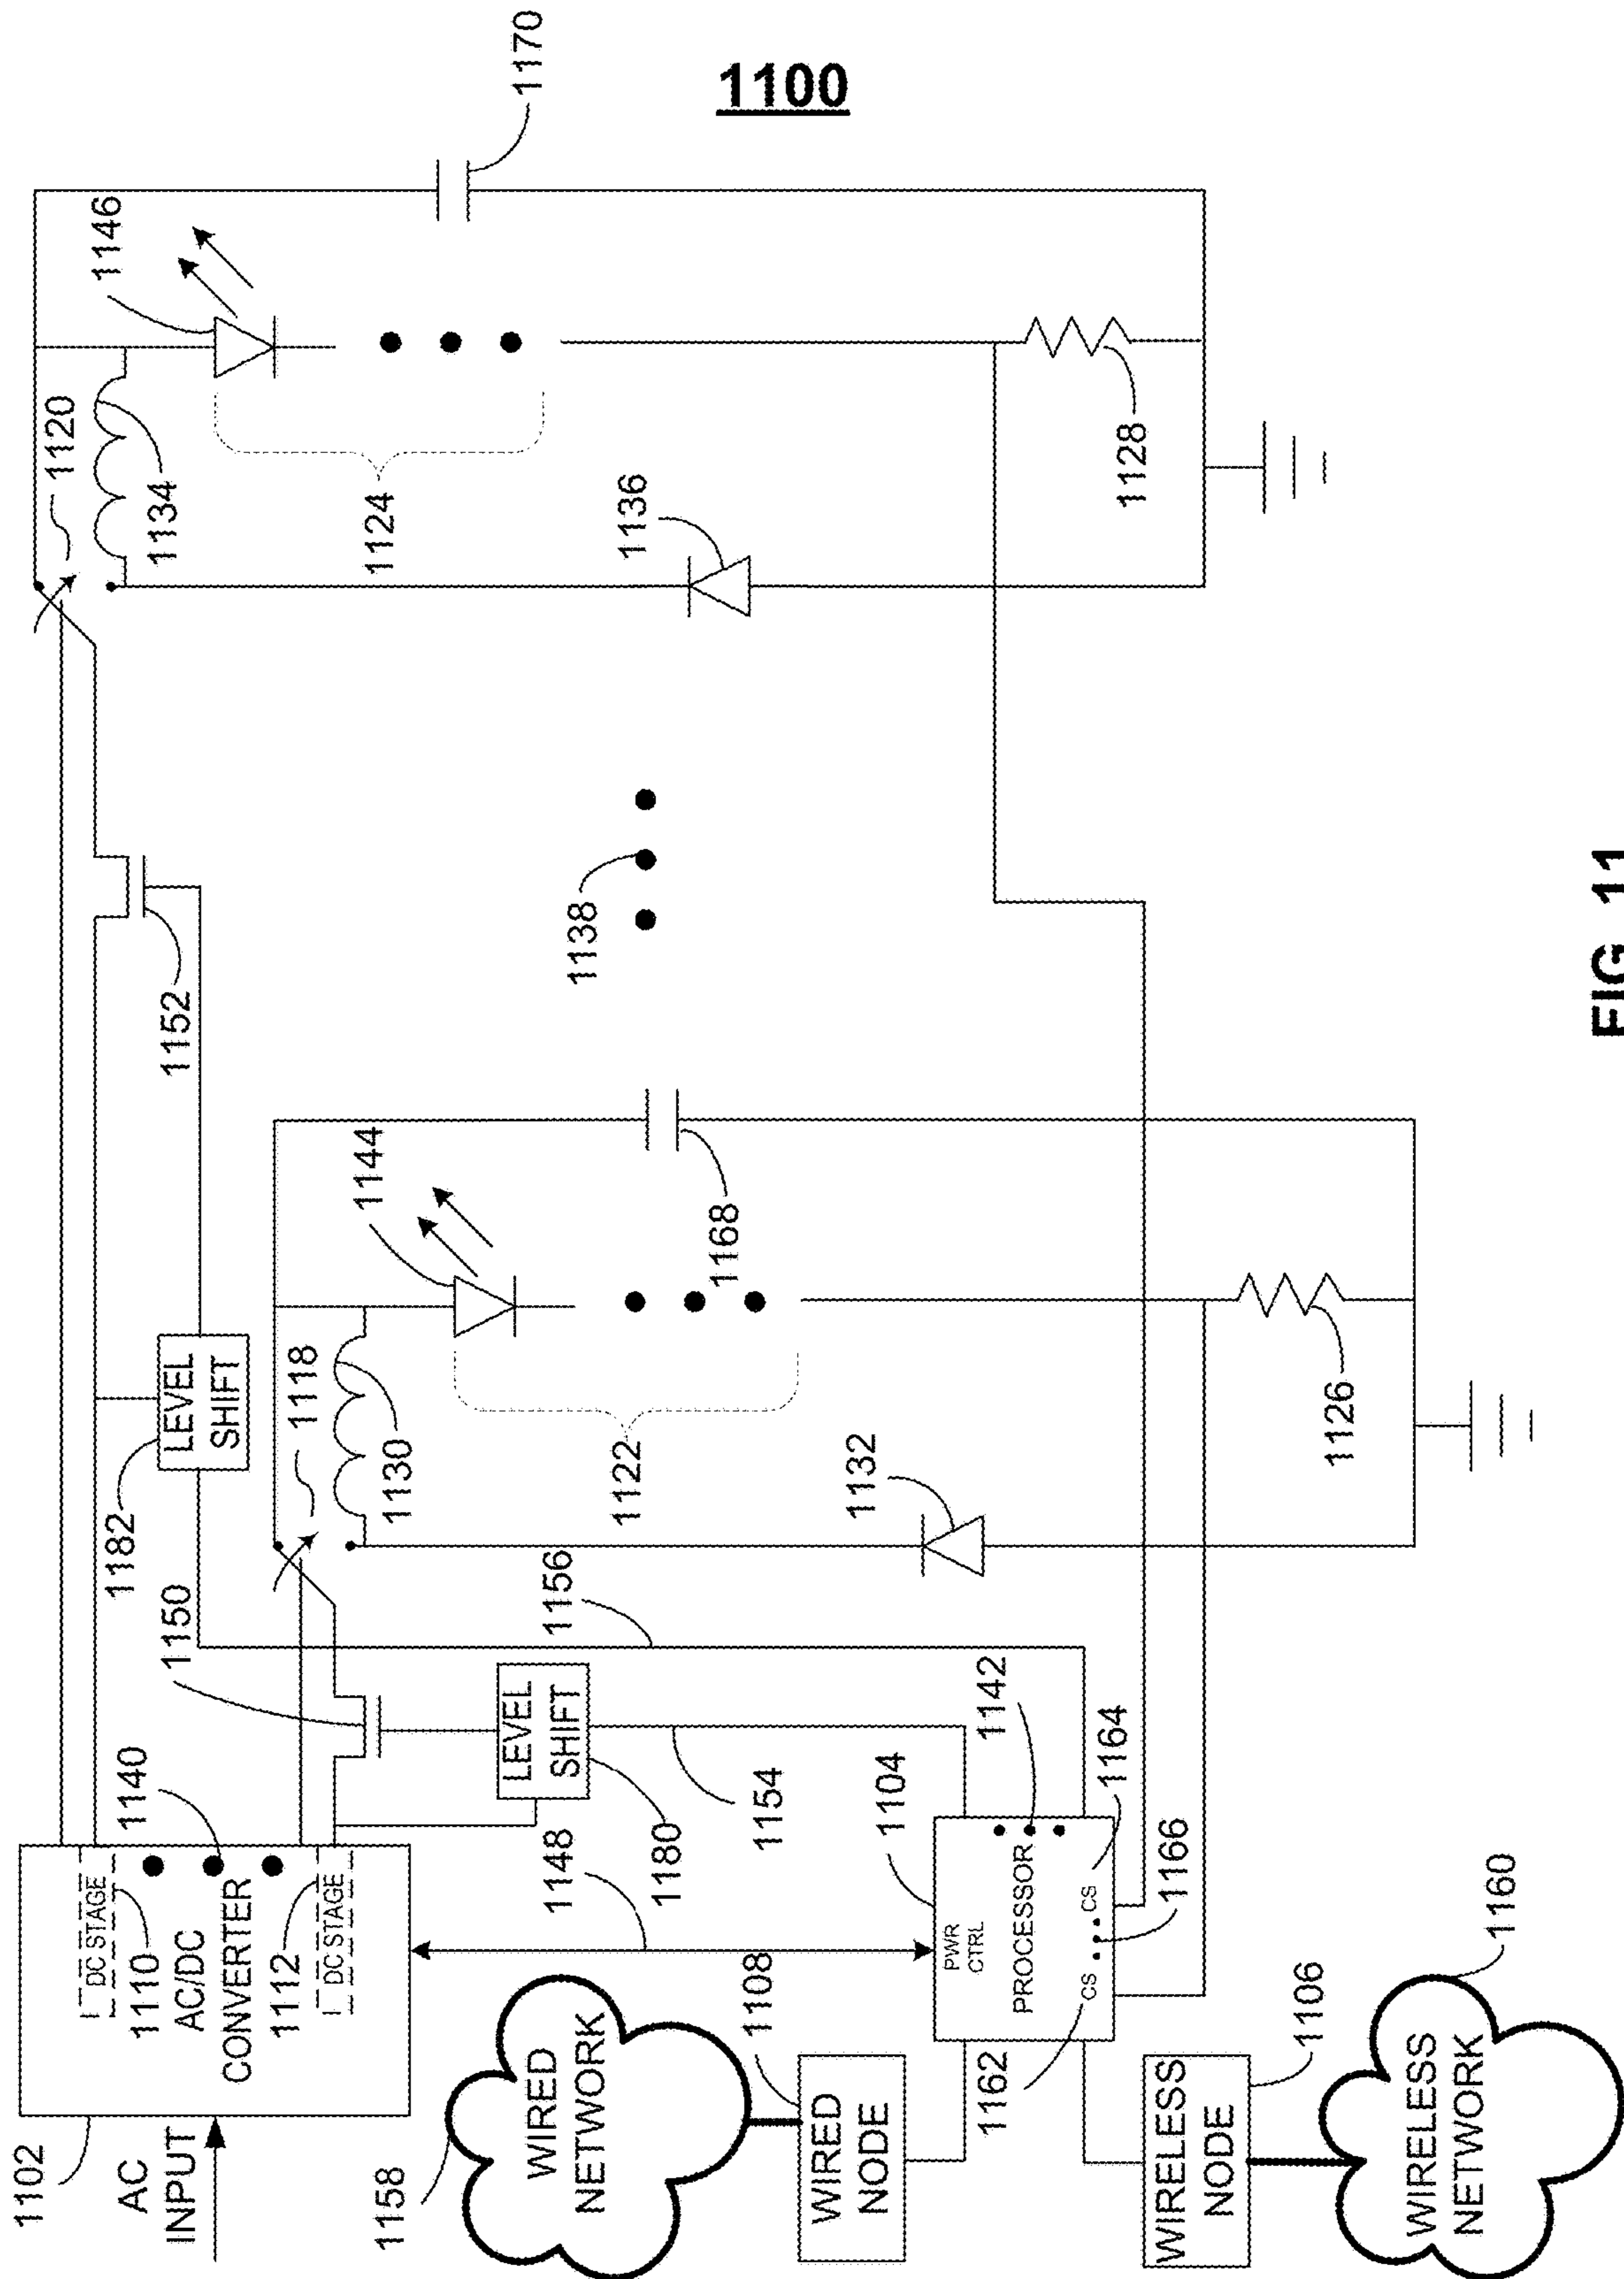 1100
1102
AC
INPUT
DC STAGE
1110
AC/DC
CONVERTER
1112
DC STAGE
1140
1182
LEVEL
SHIFT
1152
1120
1134
1146
1170
1124
1136
1128
1138
1150
1118
1130
1144
1122
1168
1132
1126
1156
LEVEL
SHIFT
1180
1154
1148
1104
1142
PWR
CTRL
PROCESSOR
CS
CS
1164
1166
1162
1158
WIRED
NETWORK
1108
WIRED
NODE
WIRELESS
NODE
1106
WIRELESS
NETWORK
1160
FIG. 11